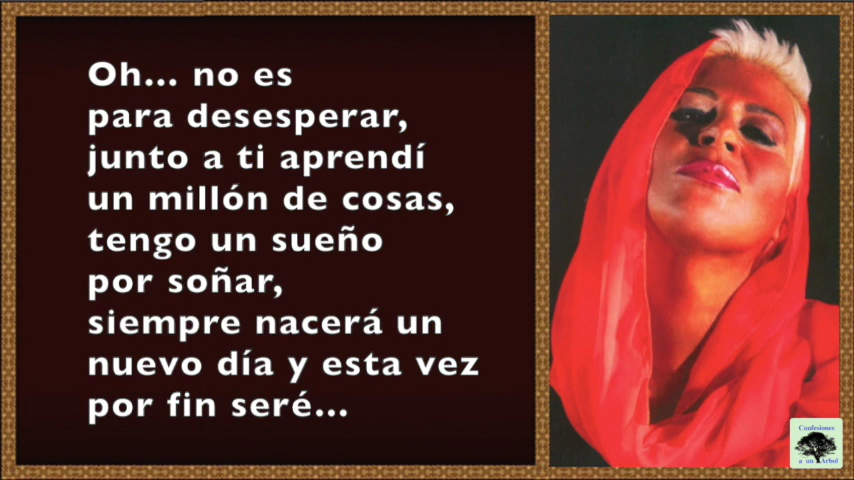 Oh... no es
para desesperar,
junto a ti aprendí
un millón de cosas,
tengo un sueño
por soñar,
siempre nacerá un
nuevo día y esta vez
por fin seré...
Confesiones
a un Arbol